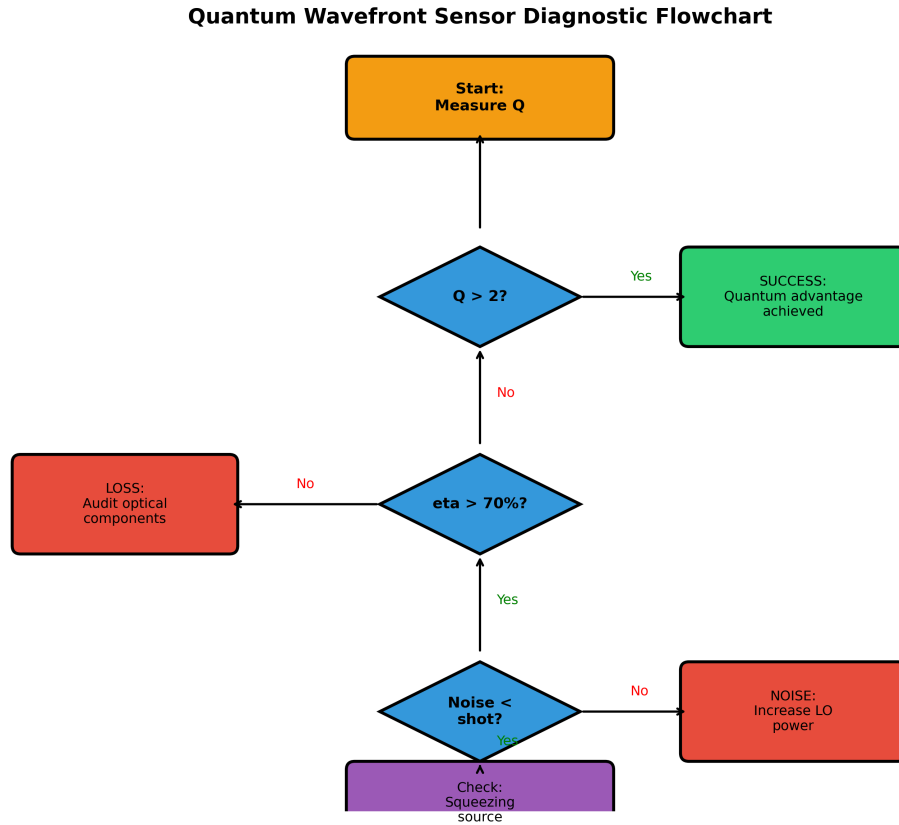 Quantum Wavefront Sensor Diagnostic Flowchart
Start:
Measure Q
Q > 2?
Yes
SUCCESS:
Quantum advantage
achieved
No
LOSS:
Audit optical
components
No
eta > 70%?
Yes
Noise <
shot?
No
NOISE:
Increase LO
power
Yes
Check:
Squeezing
source